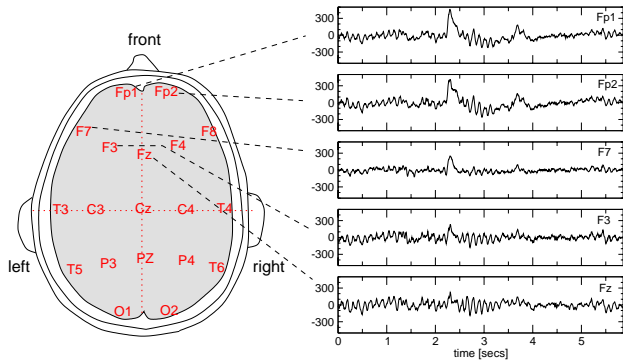 front
Fp1 Fp2
F7 F8
F3 F4
Fz
T3 C3 Cz C4 T4
left right
T5 P3 PZ P4 T6
O1 O2
300
0
-300
Fp1
300
0
-300
Fp2
300
0
-300
F7
300
0
-300
F3
300
0
-300
Fz
0 1 2 3 4 5
time [secs]